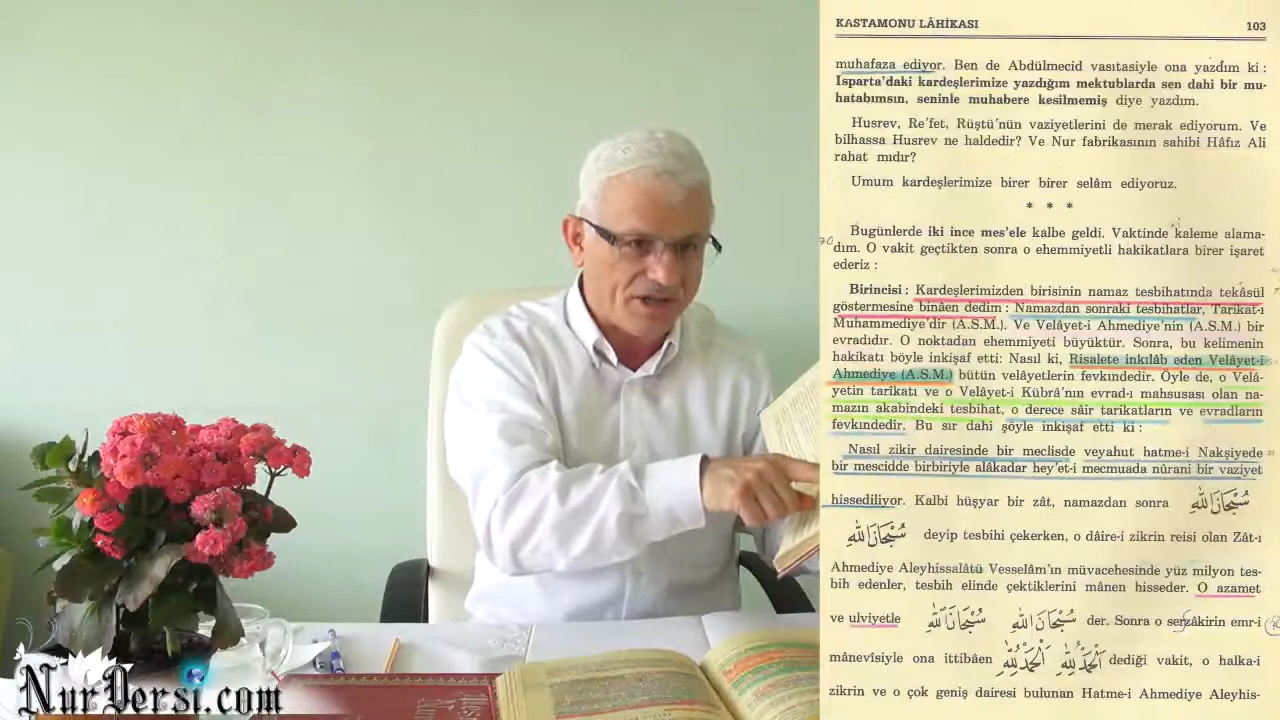 KASTAMONU LÂHİKASI 103
muhafaza ediyor. Ben de Abdülmecid vasıtasiyle ona yazdım ki :
Isparta'daki kardeşlerimize yazdığım mektublarda sen dahi bir mu-
hatabımsın, seninle muhabere kesilmemiş diye yazdım.
Husrev, Re'fet, Rüştü'nün vaziyetlerini de merak ediyorum. Ve
bilhassa Husrev ne haldedir? Ve Nur fabrikasının sahibi Hâfız Ali
rahat mıdır?
Umum kardeşlerimize birer birer selâm ediyoruz.
* * *
Bugünlerde iki ince mes'ele kalbe geldi. Vaktinde kaleme alama-
dım. O vakit geçtikten sonra o ehemmiyetli hakikatlara birer işaret
ederiz :
Birincisi : Kardeşlerimizden birisinin namaz tesbihatında tekâsül
göstermesine binâen dedim : Namazdan sonraki tesbihatlar, Tarikat-ı
Muhammediye'dir (A.S.M.). Ve Velâyet-i Ahmediye'nin (A.S.M.) bir
evradıdır. O noktadan ehemmiyeti büyüktür. Sonra, bu kelimenin
hakikatı böyle inkişaf etti: Nasıl ki, Risalete inkılâb eden Velâyet-i
Ahmediye (A.S.M.) bütün velâyetlerin fevkındedir. Öyle de, o Velâ-
yetin tarikatı ve o Velâyet-i Kübrâ'nın evrad-ı mahsusası olan na-
mazın akabindeki tesbihat, o derece sâir tarikatların ve evradların
fevkındedir. Bu sır dahi şöyle inkişaf etti ki :
Nasıl zikir dairesinde bir meclisde veyahut hatme-i Nakşiyede
bir mescidde birbiriyle alâkadar hey'et-i mecmuada nûrani bir vaziyet
hissediliyor. Kalbi hüşyar bir zât, namazdan sonra سُبْحَانَ اللّٰهِ
سُبْحَانَ اللّٰهِ deyip tesbihi çekerken, o dâire-i zikrin reisi olan Zât-ı
Ahmediye Aleyhissalâtü Vesselâm'ın müvacehesinde yüz milyon tes-
bih edenler, tesbih elinde çektiklerini mânen hisseder. O azamet
ve ulviyetle سُبْحَانَ اللّٰهِ سُبْحَانَ اللّٰهِ der. Sonra o serzâkirin emr-i
mânevîsiyle ona ittibâen اَلْحَمْدُ لِلّٰهِ اَلْحَمْدُ لِلّٰهِ dediği vakit, o halka-i
zikrin ve o çok geniş dairesi bulunan Hatme-i Ahmediye Aleyhis-
NurDersi.com